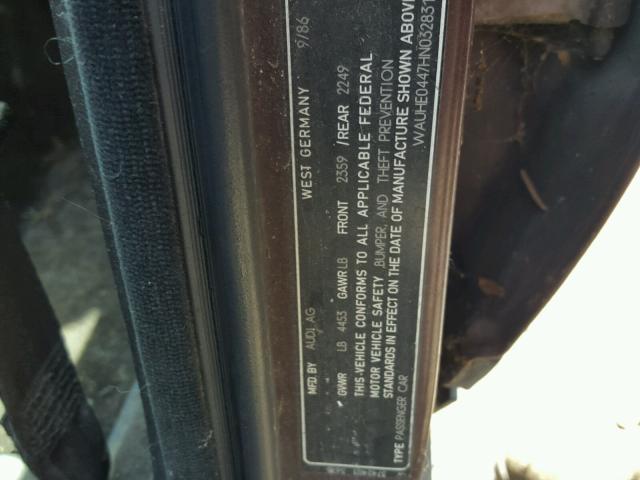 MFD.BY AUDI AG WEST GERMANY 9/86
GVWR LB 4453 GAWR LB FRONT 2359 /REAR 2249
THIS VEHICLE CONFORMS TO ALL APPLICABLE FEDERAL
MOTOR VEHICLE SAFETY ,BUMPER, AND THEFT PREVENTION
STANDARDS IN EFFECT ON THE DATE OF MANUFACTURE SHOWN ABOVE
TYPE PASSENGER CAR WAUHE0447HN032831